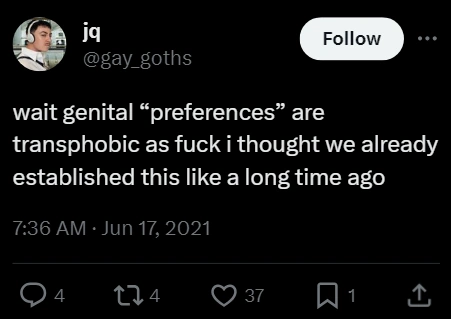 jq
Follow
@gay_goths
wait genital “preferences” are
transphobic as fuck i thought we already
established this like a long time ago
7:36 AM · Jun 17, 2021
4
4
37
1